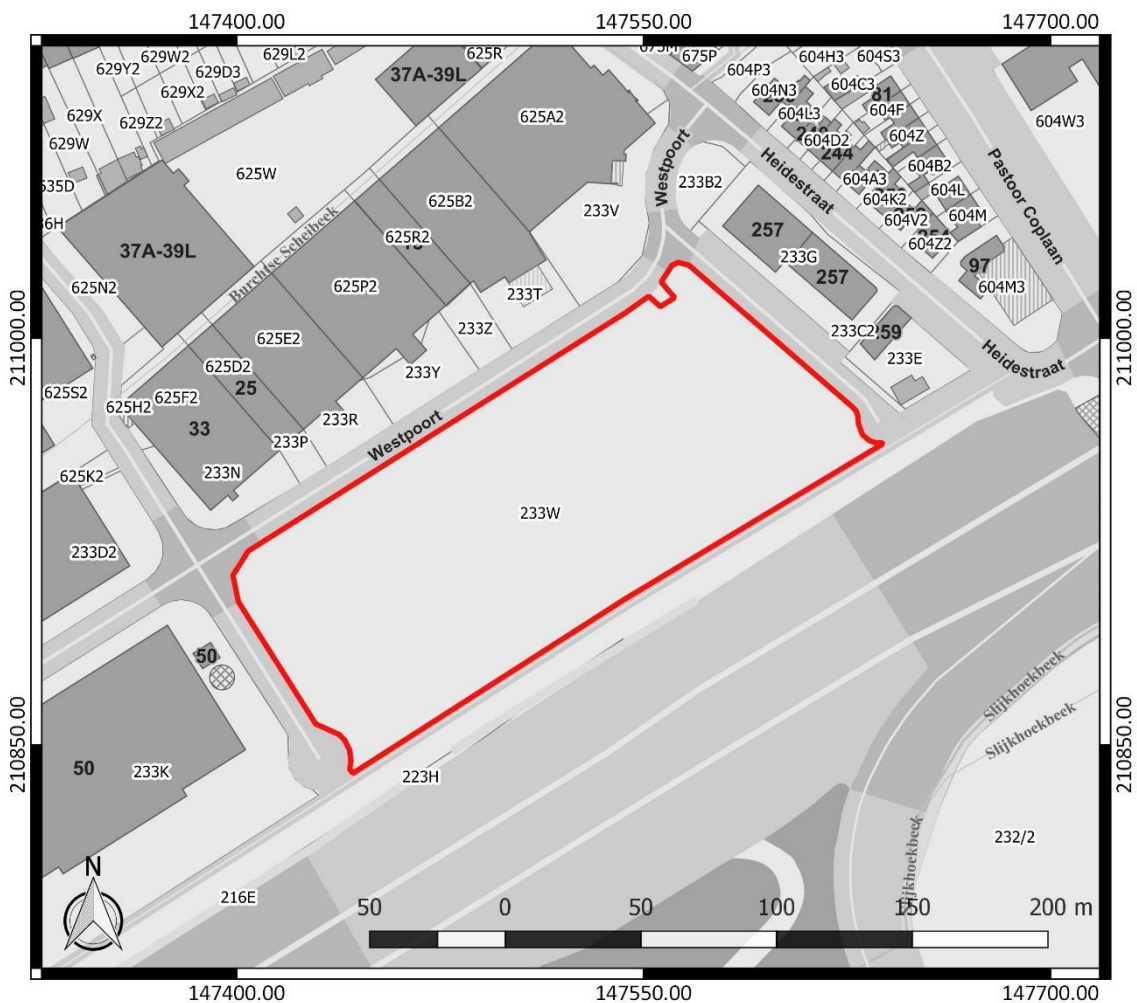 147400.00 147550.00 147700.00
629W2 629L2 625R 675P 604H3 604S3
629Y2 629D3 37A-39L 604P3
629X2 604N3 604C3 81
629X 629Z2 625A2 604L3 604F 604W3
629W 604D2 604Z
244
625W Heidestraat 604B2
Westpoort 233B2 604A3 604L
625B2 233V 604K2 604M
604V2
37A-39L 625R2 257 604Z2 Pastoor Coplaan
Burchtse Scheibeek 233G 97
625N2 625P2 233T 257 604M3
625E2 233Z 233C2 259
211000.00 211000.00
625D2 233Y 233E Heidestraat
625S2 625F2 25
625H2 33 233R Westpoort
233P
625K2 233N
233W
233D2
50
Slijkhoekbeek
Slijkhoekbeek
210850.00 210850.00
50 233K 223H
232/2
Slijkhoekbeek
N
216E
50 0 50 100 150 200 m
147400.00 147550.00 147700.00